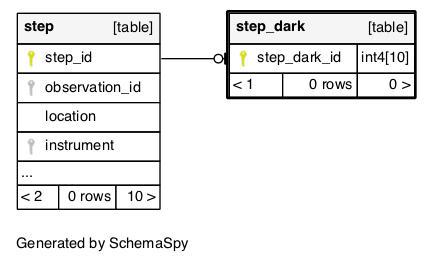 step [table]
step_id
observation_id
location
instrument
...
< 2 0 rows 10 >
step_dark [table]
step_dark_id int4[10]
< 1 0 rows 0 >
Generated by SchemaSpy